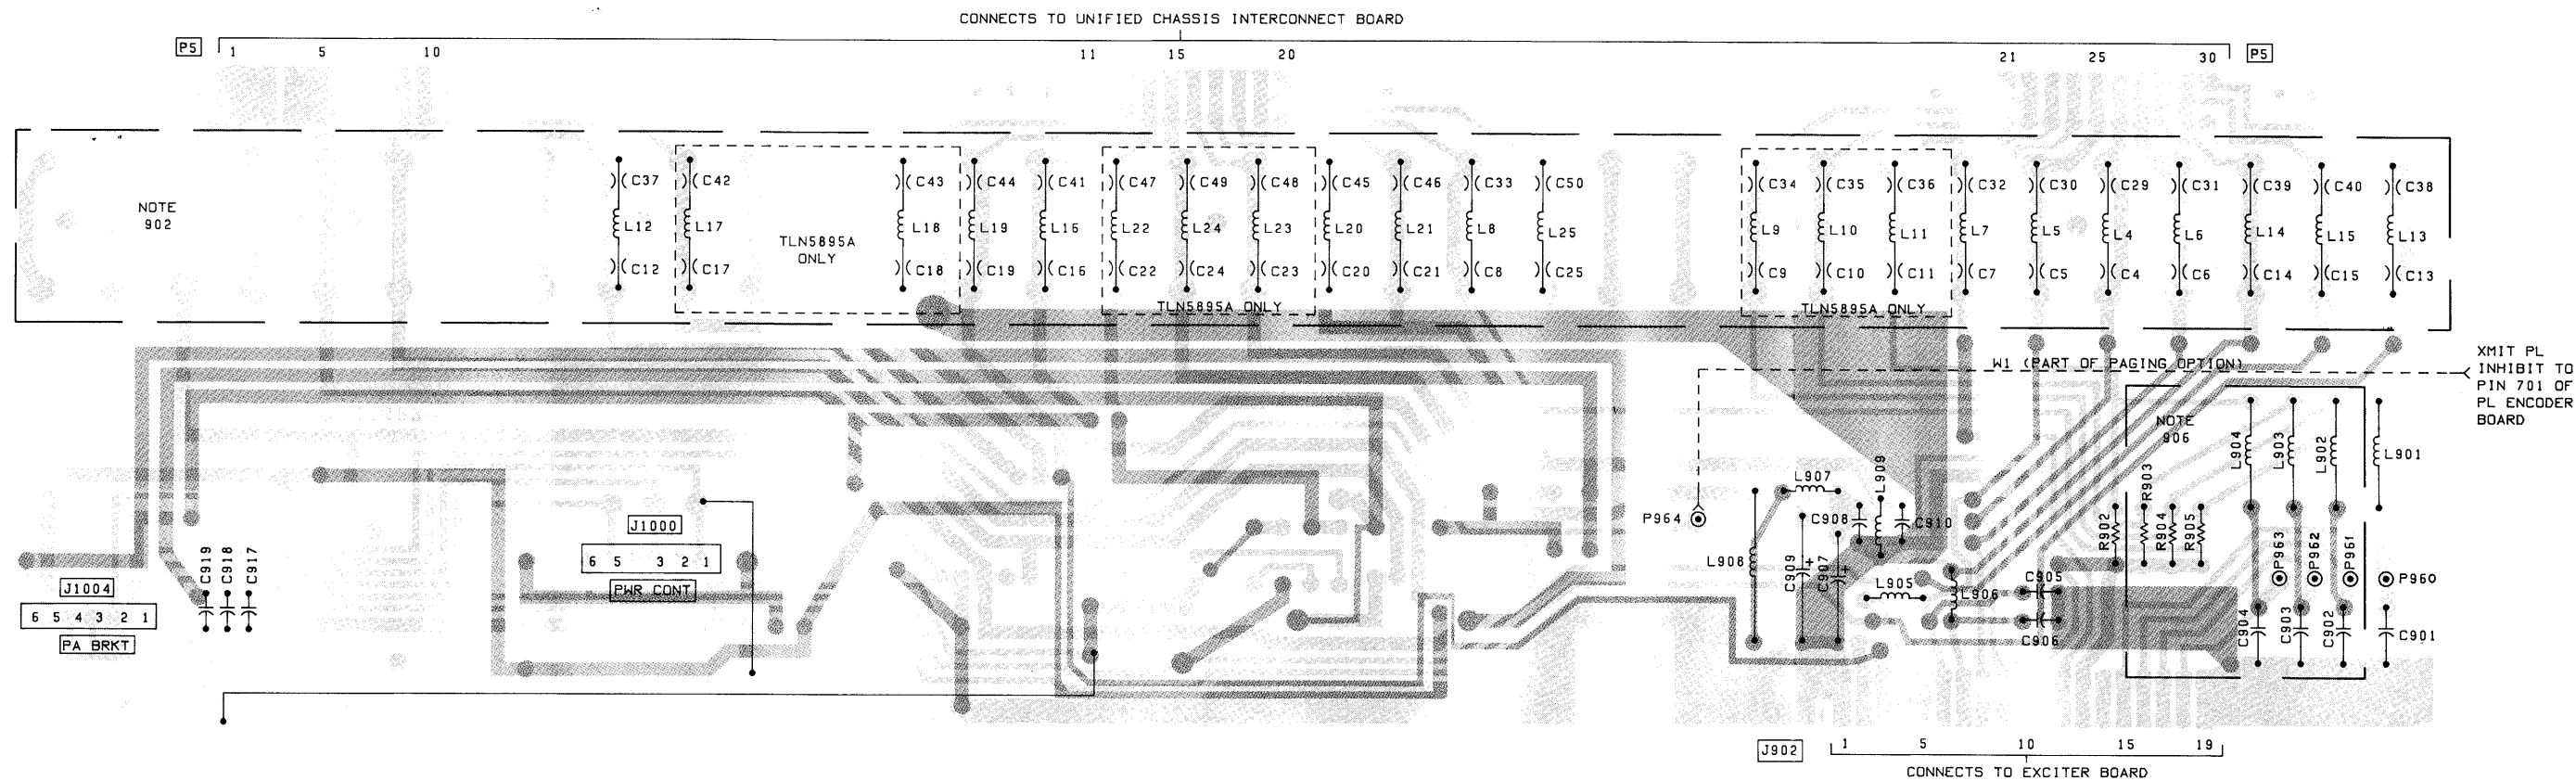 CONNECTS TO UNIFIED CHASSIS INTERCONNECT BOARD
P5 1 5 10 11 15 20 21 25 30 P5
C37 C42 C43 C44 C41 C47 C49 C48 C45 C46 C33 C50 C34 C35 C36 C32 C30 C29 C31 C39 C40 C38
NOTE
902
L12 L17 L18 L19 L16 L22 L24 L23 L20 L21 L8 L25 L9 L10 L11 L7 L5 L4 L6 L14 L15 L13
TLN5895A
ONLY
C12 C17 C18 C19 C16 C22 C24 C23 C20 C21 C8 C25 C9 C10 C11 C7 C5 C4 C6 C14 C15 C13
TLN5895A ONLY
TLN5895A ONLY
W1 (PART OF PAGING OPTION)
XMIT PL
INHIBIT TO
PIN 701 OF
PL ENCODER
BOARD
NOTE
906
L904 L903 L902 L901
L907 L909 R903
P964 C908 C910 R902 R904 R905
J1000
6 5 3 2 1
PWR CONT
L908 C909 + C907 + L905 L906 C905 C906
P963 P962 P961 P960
C919 C918 C917
J1004
6 5 4 3 2 1
PA BRKT
C904 C903 C902 C901
J902 1 5 10 15 19
CONNECTS TO EXCITER BOARD